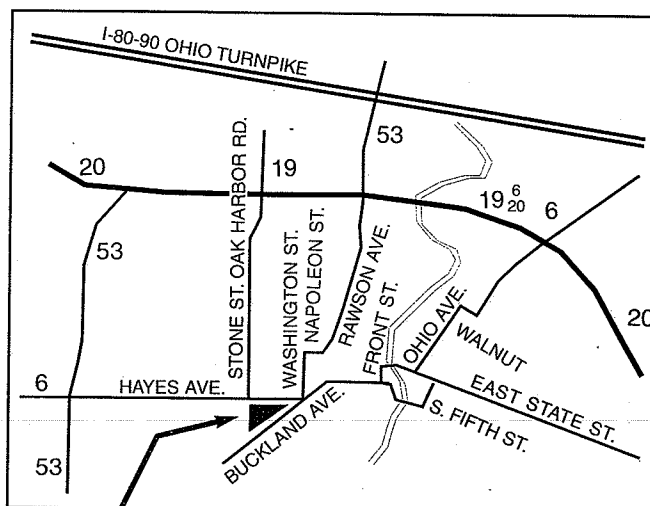 I-80-90 OHIO TURNPIKE
53
20
19
19 6 20
6
53
STONE ST. OAK HARBOR RD.
WASHINGTON ST.
NAPOLEON ST.
RAWSON AVE.
FRONT ST.
OHIO AVE.
WALNUT
20
6
HAYES AVE.
EAST STATE ST.
S. FIFTH ST.
BUCKLAND AVE.
53